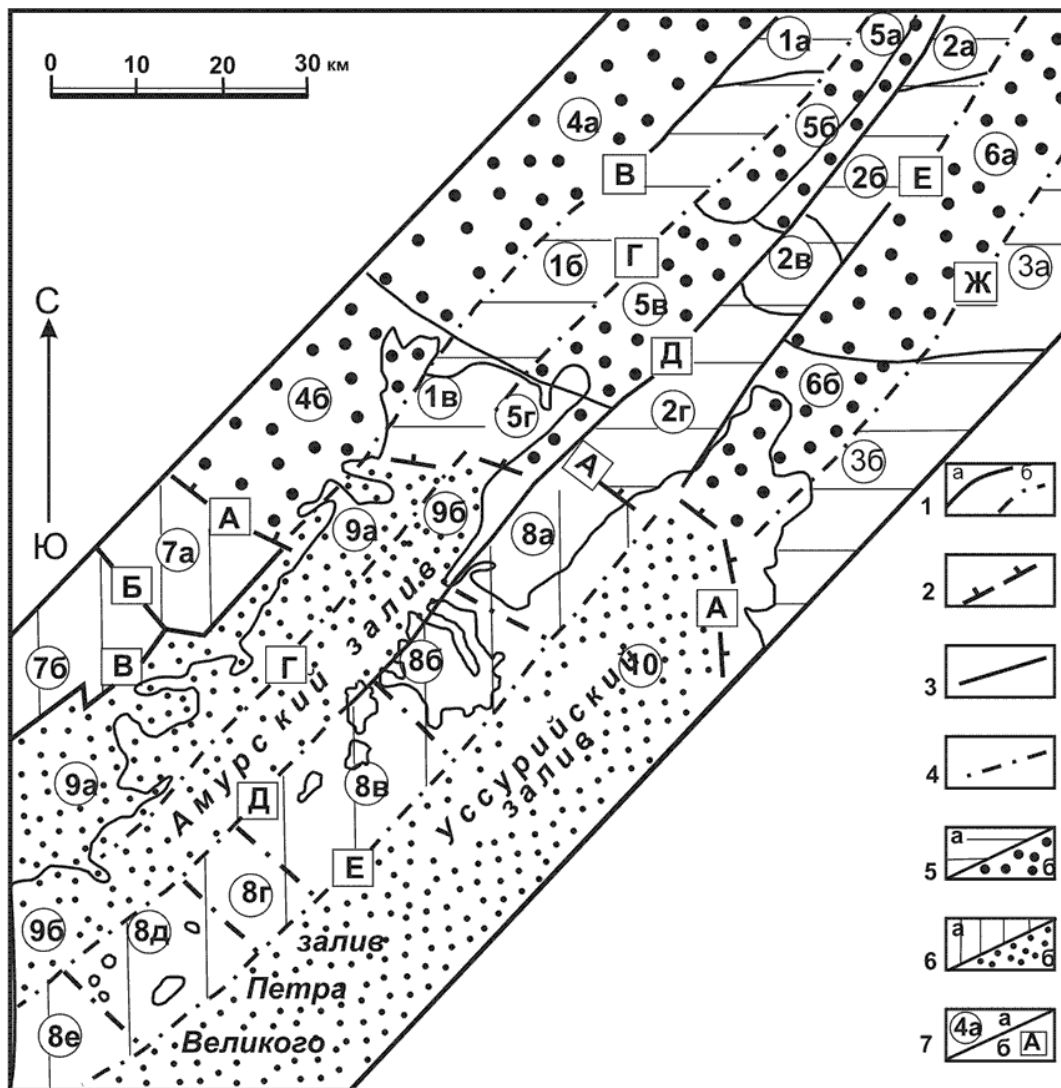 0 10 20 30 км
1а 5а 2а
4а 5б 6а
В 2б Е
1б Г 2в 3а
С 5в Ж
Д
4б 1в 5г 2г 6б
А 3б
1 а б
9а 9б 8а
7а А
Б 2
А
7б В Г 8б 10 3
Амурский залив
Уссурийский
залив
9а Д 8в 4
Е
8г 5 а б
9б 8д залив
6 а б
Петра
8е Великого
7 4а а б А
Ю